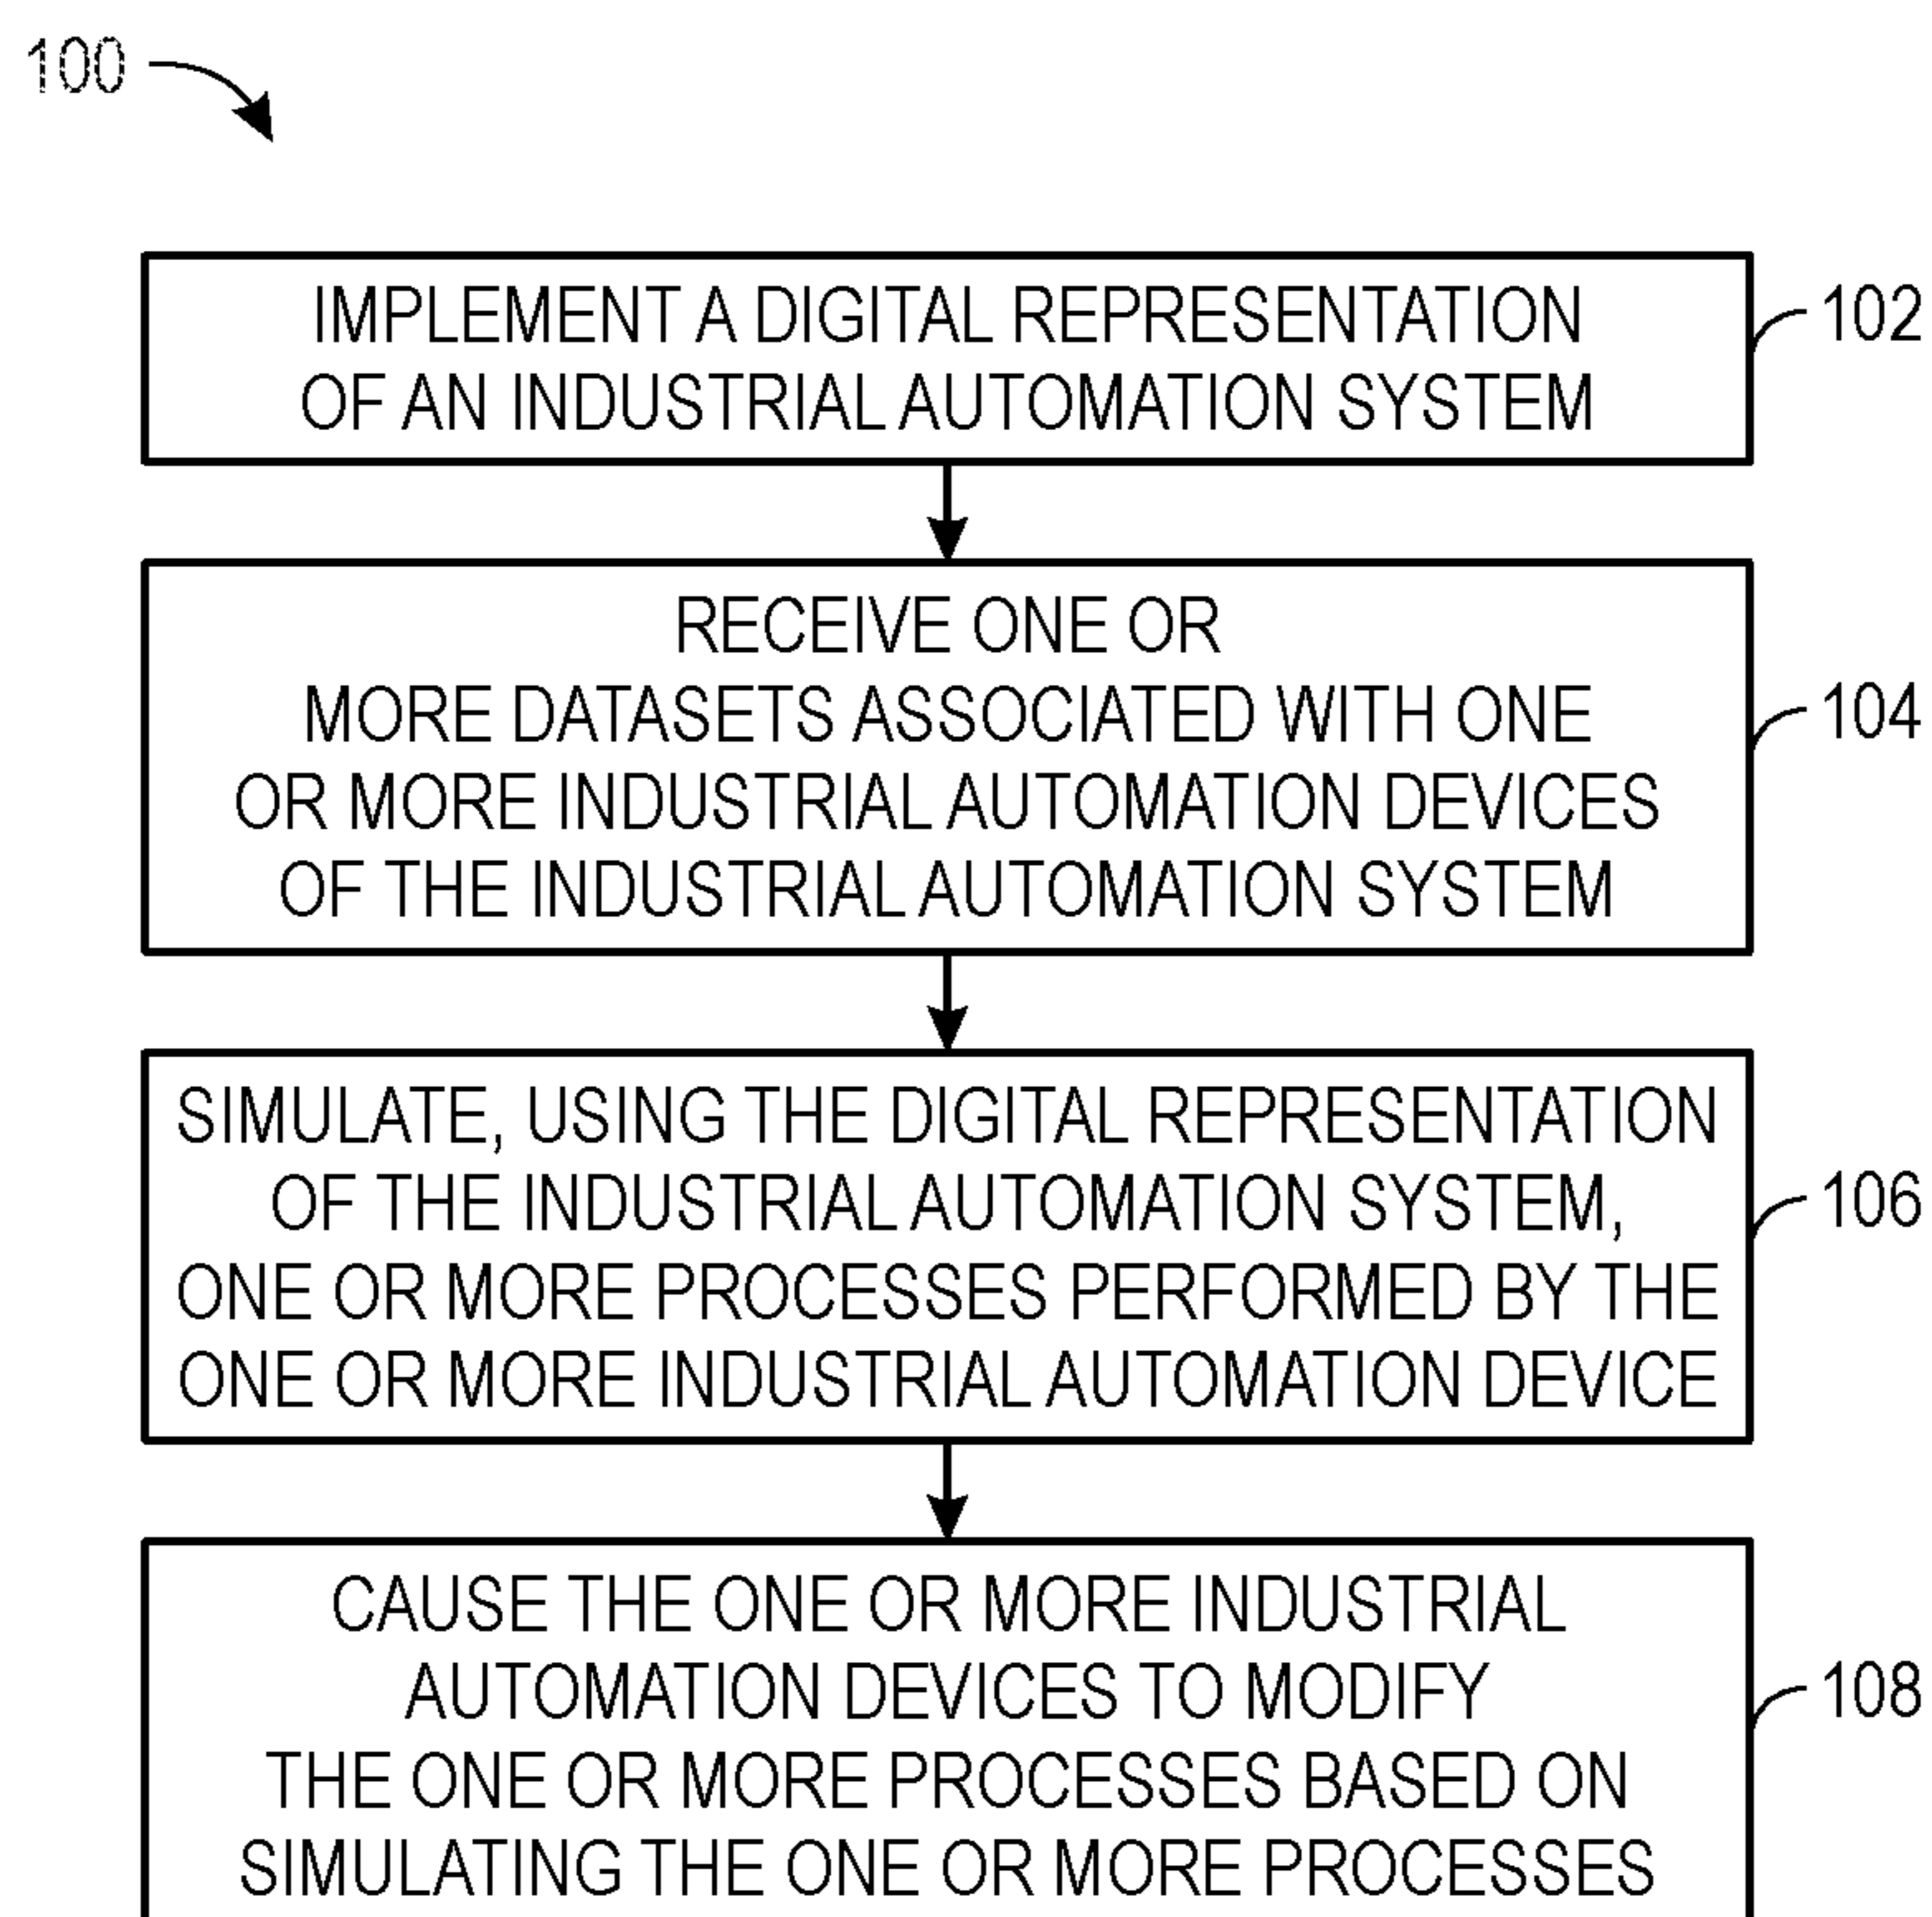 100
IMPLEMENT A DIGITAL REPRESENTATION
OF AN INDUSTRIAL AUTOMATION SYSTEM
102
RECEIVE ONE OR
MORE DATASETS ASSOCIATED WITH ONE
OR MORE INDUSTRIAL AUTOMATION DEVICES
OF THE INDUSTRIAL AUTOMATION SYSTEM
104
SIMULATE, USING THE DIGITAL REPRESENTATION
OF THE INDUSTRIAL AUTOMATION SYSTEM,
ONE OR MORE PROCESSES PERFORMED BY THE
ONE OR MORE INDUSTRIAL AUTOMATION DEVICE
106
CAUSE THE ONE OR MORE INDUSTRIAL
AUTOMATION DEVICES TO MODIFY
THE ONE OR MORE PROCESSES BASED ON
SIMULATING THE ONE OR MORE PROCESSES
108